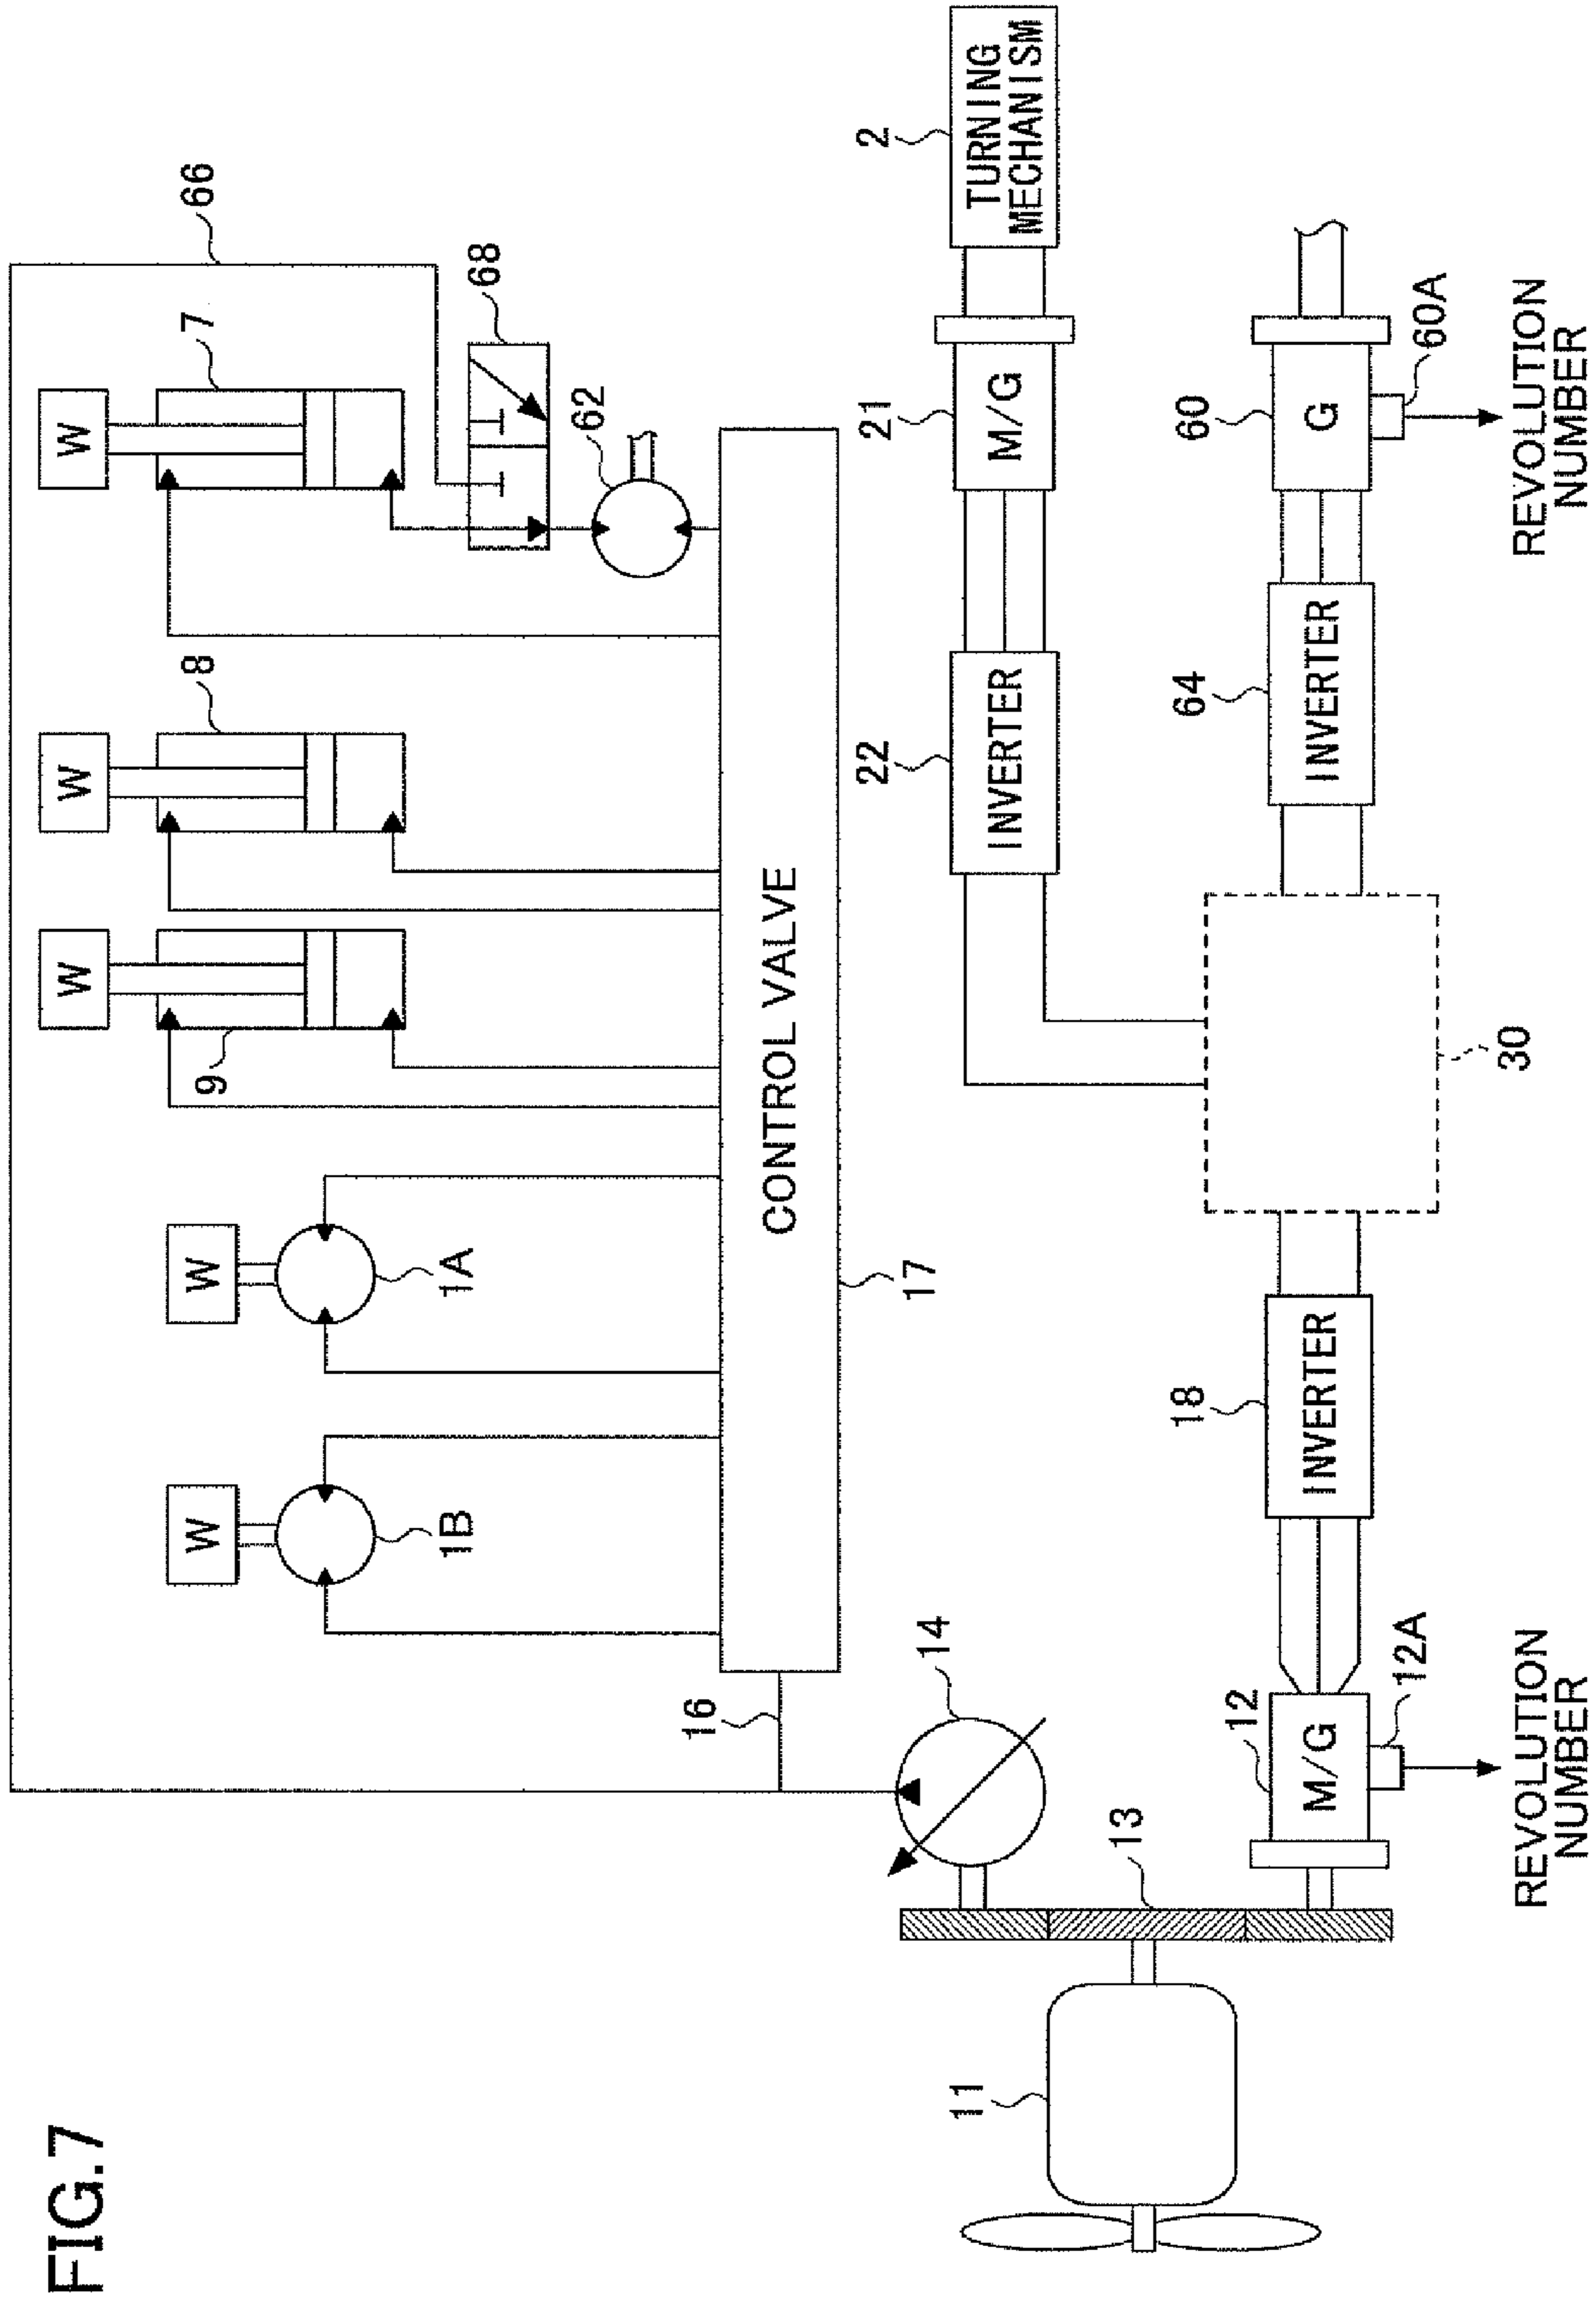 FIG.7
66
7
68
62
8
9
W
W
W
W
W
1A
1B
CONTROL VALVE
17
16
14
13
11
2
TURNING
MECHANISM
21
M/G
22
INVERTER
60
G
60A
REVOLUTION
NUMBER
64
INVERTER
30
18
INVERTER
12
M/G
12A
REVOLUTION
NUMBER